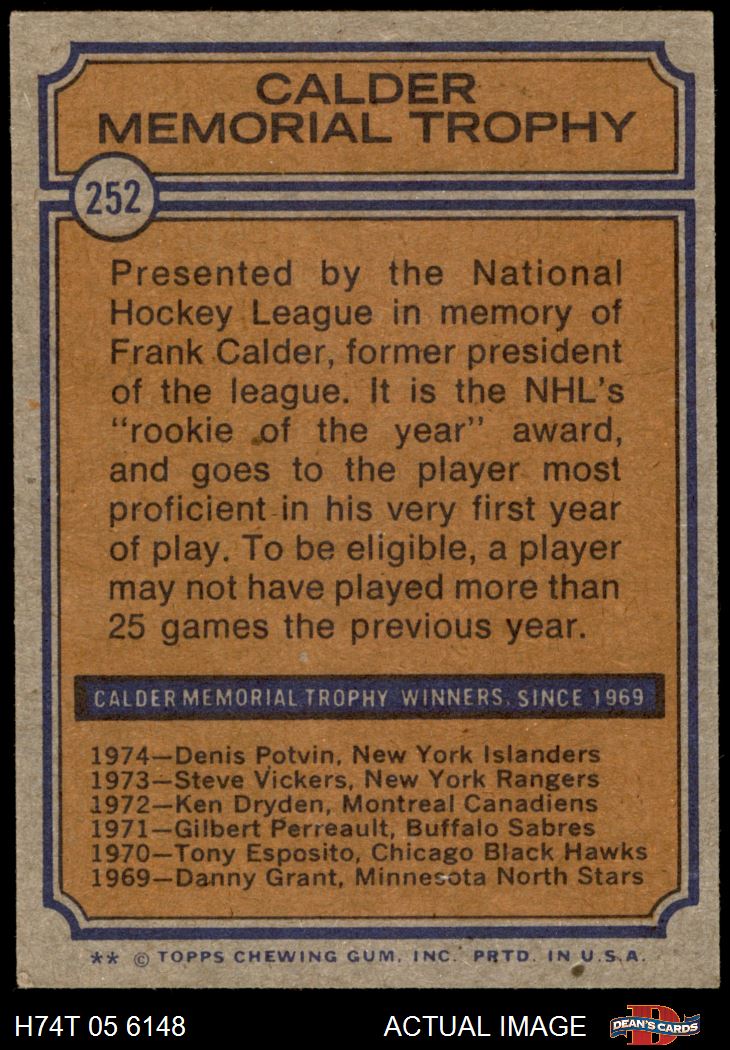 CALDER
MEMORIAL TROPHY
252
Presented by the National
Hockey League in memory of
Frank Calder, former president
of the league. It is the NHL's
"rookie of the year" award,
and goes to the player most
proficient in his very first year
of play. To be eligible, a player
may not have played more than
25 games the previous year.
CALDER MEMORIAL TROPHY WINNERS, SINCE 1969
1974—Denis Potvin, New York Islanders
1973—Steve Vickers, New York Rangers
1972—Ken Dryden, Montreal Canadiens
1971—Gilbert Perreault, Buffalo Sabres
1970—Tony Esposito, Chicago Black Hawks
1969—Danny Grant, Minnesota North Stars
** © TOPPS CHEWING GUM, INC. PRTD. IN U.S.A.
H74T 05 6148 ACTUAL IMAGE
D
DEAN'S CARDS